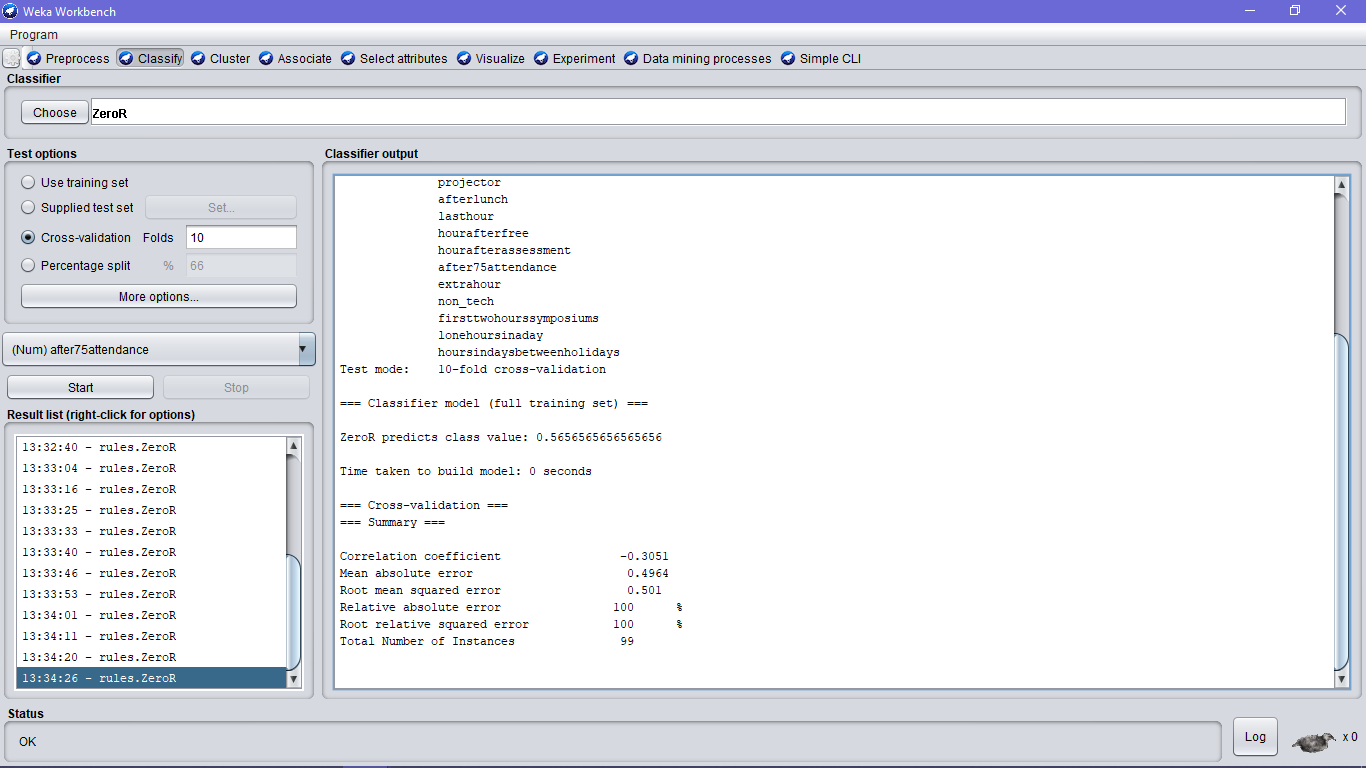 Weka Workbench
Program
Preprocess Classify Cluster Associate Select attributes Visualize Experiment Data mining processes Simple CLI
Classifier
Choose ZeroR
Test options
Use training set
Supplied test set Set...
Cross-validation Folds 10
Percentage split % 66
More options...
(Num) after75attendance
Start Stop
Result list (right-click for options)
13:32:40 - rules.ZeroR
13:33:04 - rules.ZeroR
13:33:16 - rules.ZeroR
13:33:25 - rules.ZeroR
13:33:33 - rules.ZeroR
13:33:40 - rules.ZeroR
13:33:46 - rules.ZeroR
13:33:53 - rules.ZeroR
13:34:01 - rules.ZeroR
13:34:11 - rules.ZeroR
13:34:20 - rules.ZeroR
13:34:26 - rules.ZeroR
Classifier output
projector
afterlunch
lasthour
hourafterfree
hourafterassessment
after75attendance
extrahour
non_tech
firsttwohourssymposiums
lonehoursinaday
hoursindaysbetweenholidays
Test mode: 10-fold cross-validation
=== Classifier model (full training set) ===
ZeroR predicts class value: 0.5656565656565656
Time taken to build model: 0 seconds
=== Cross-validation ===
=== Summary ===
Correlation coefficient -0.3051
Mean absolute error 0.4964
Root mean squared error 0.501
Relative absolute error 100 %
Root relative squared error 100 %
Total Number of Instances 99
Status
OK
Log x 0